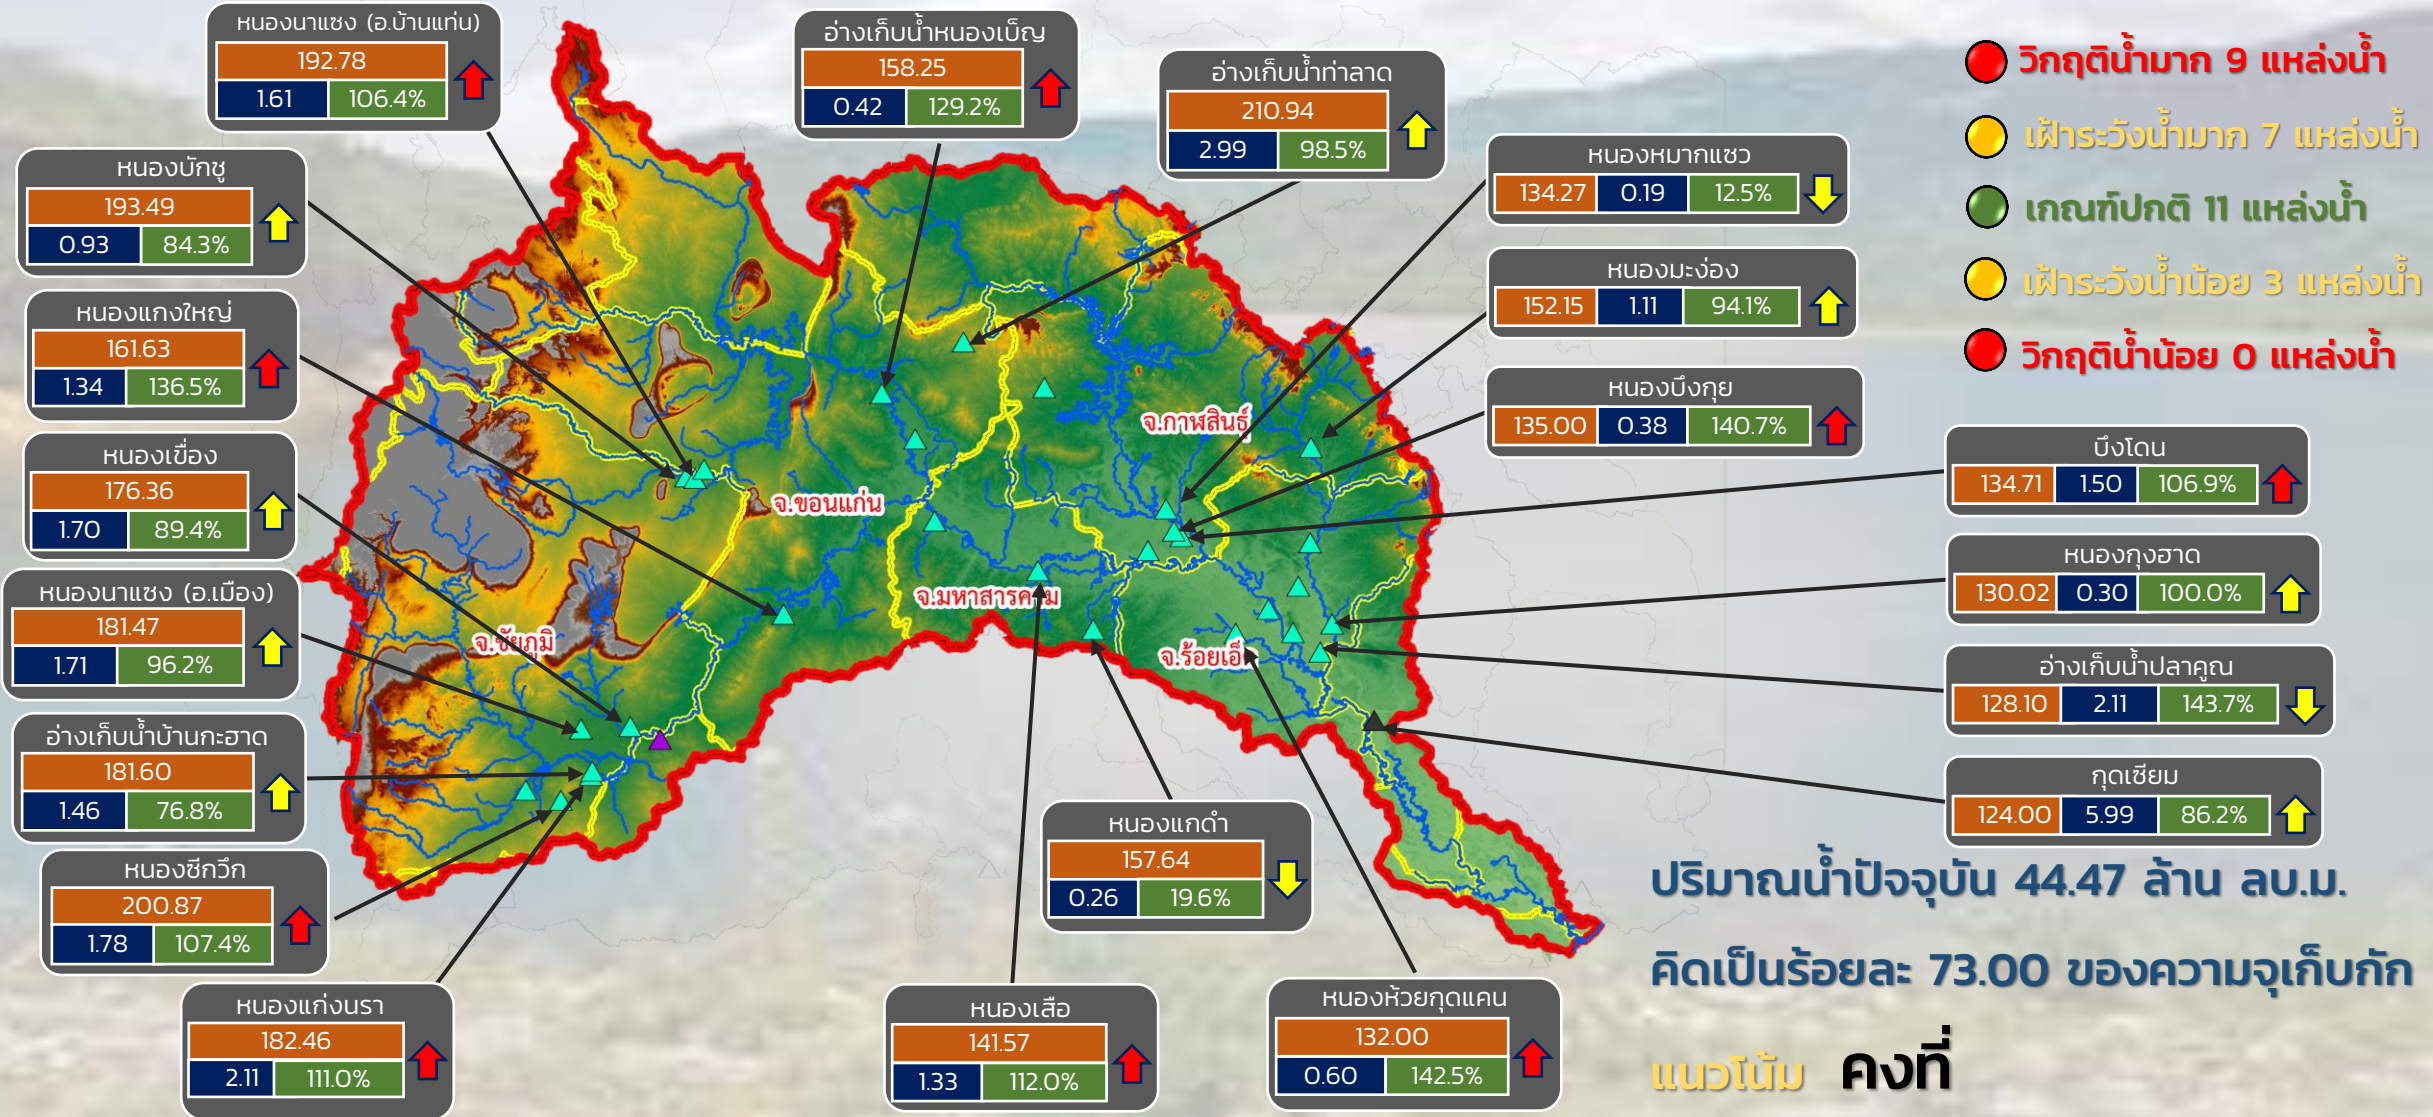 หนองนาแซง (อ.บ้านแท่น)
192.78
1.61 106.4%
อ่างเก็บน้ำหนองเบ็ญ
158.25
0.42 129.2%
อ่างเก็บน้ำท่าลาด
210.94
2.99 98.5%
หนองบักชู
193.49
0.93 84.3%
หนองแกงใหญ่
161.63
1.34 136.5%
หนองเขื่อง
176.36
1.70 89.4%
หนองนาแซง (อ.เมือง)
181.47
1.71 96.2%
อ่างเก็บน้ำบ้านกะฮาด
181.60
1.46 76.8%
หนองซีกวึก
200.87
1.78 107.4%
หนองแก่งนรา
182.46
2.11 111.0%
หนองเสือ
141.57
1.33 112.0%
หนองแกดำ
157.64
0.26 19.6%
หนองห้วยกุดแคน
132.00
0.60 142.5%
หนองหมากแซว
134.27 0.19 12.5%
หนองมะง่อง
152.15 1.11 94.1%
หนองบึงกุย
135.00 0.38 140.7%
บึงโดน
134.71 1.50 106.9%
หนองกุงฮาด
130.02 0.30 100.0%
อ่างเก็บน้ำปลาคูณ
128.10 2.11 143.7%
กุดเชียม
124.00 5.99 86.2%
จ.กาฬสินธุ์
จ.ขอนแก่น
จ.มหาสารคาม
จ.ชัยภูมิ
จ.ร้อยเอ็ด
วิกฤติน้ำมาก 9 แหล่งน้ำ
เฝ้าระวังน้ำมาก 7 แหล่งน้ำ
เกณฑ์ปกติ 11 แหล่งน้ำ
เฝ้าระวังน้ำน้อย 3 แหล่งน้ำ
วิกฤติน้ำน้อย 0 แหล่งน้ำ
ปริมาณน้ำปัจจุบัน 44.47 ล้าน ลบ.ม.
คิดเป็นร้อยละ 73.00 ของความจุเก็บกัก
แนวโน้ม คงที่